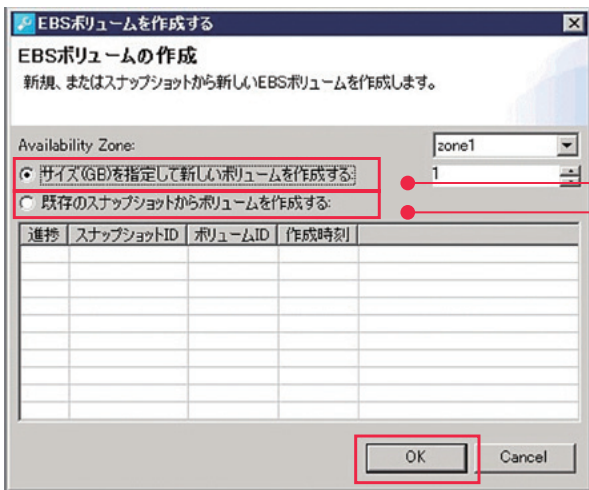 EBSボリュームを作成する
EBSボリュームの作成
新規、またはスナップショットから新しいEBSボリュームを作成します。
Availability Zone: zone1
サイズ(GB)を指定して新しいボリュームを作成する: 1
既存のスナップショットからボリュームを作成する:
進捗 スナップショットID ボリュームID 作成時刻
OK Cancel